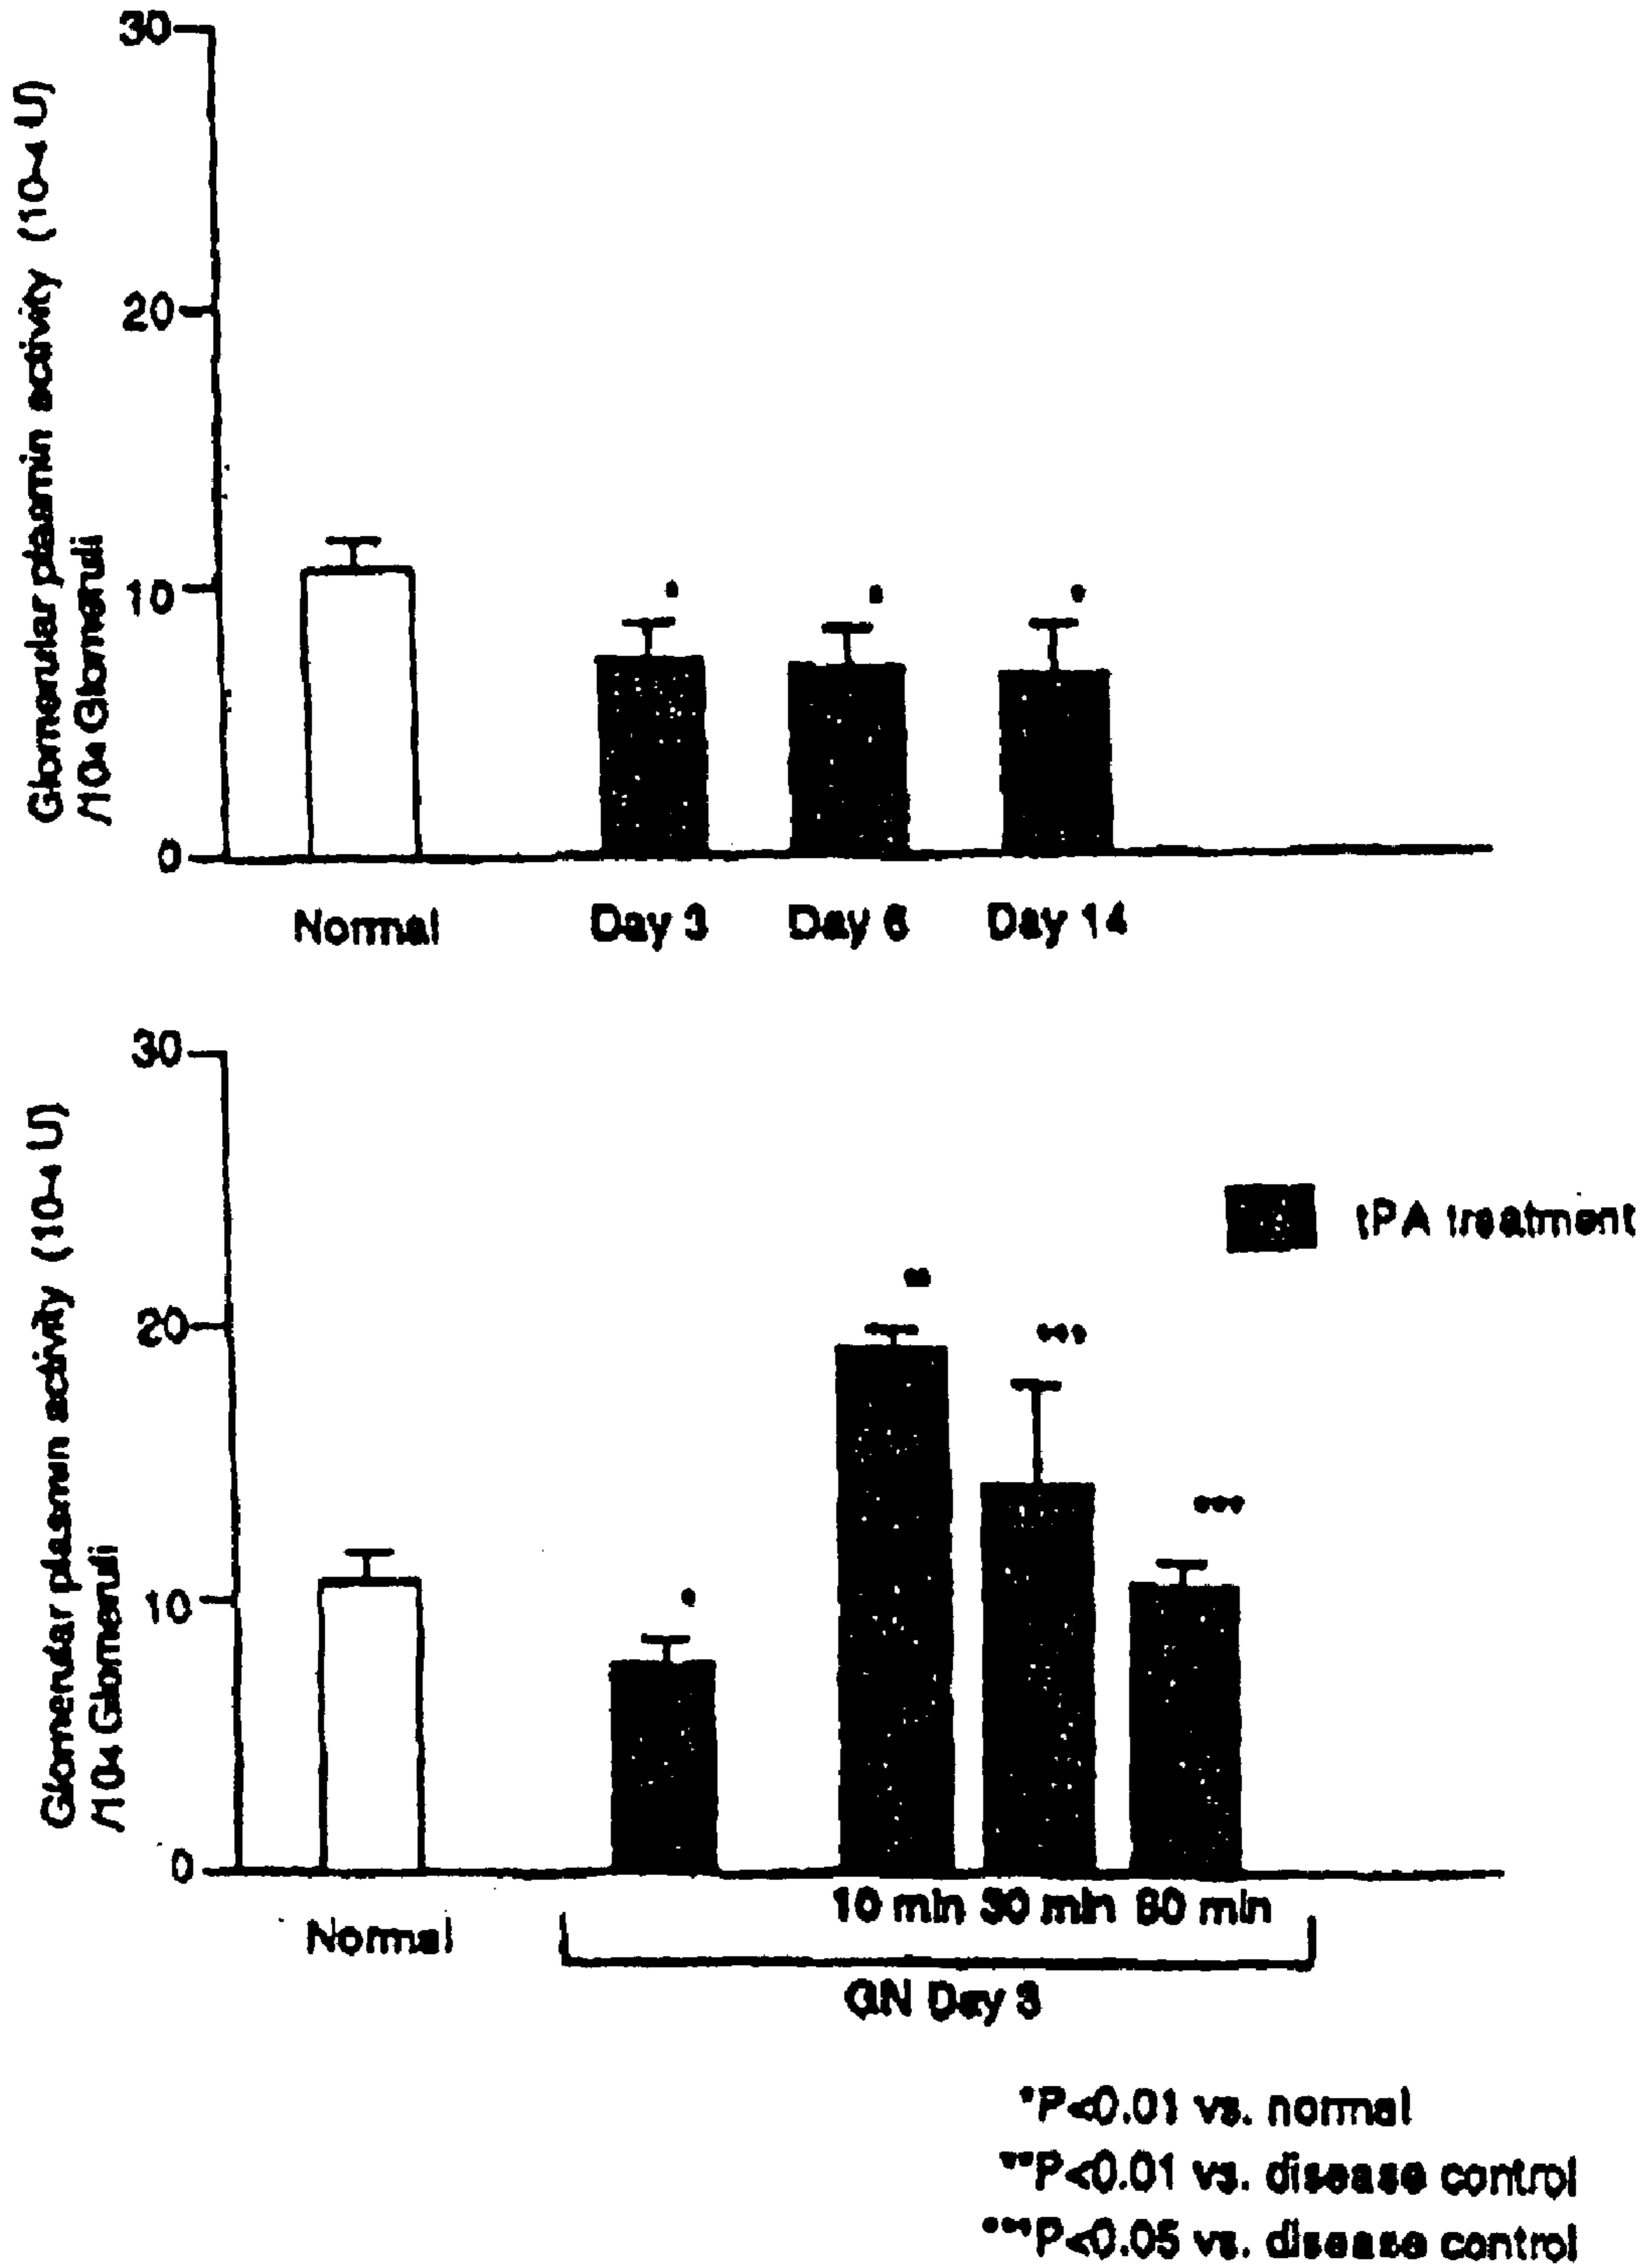 30
20
10
0
Glomerular plasmin activity (10-4 U)
/104 Glomeruli
Normal Day 3 Day 6 Day 14
30
20
10
0
Glomerular plasmin activity (10-4 U)
/104 Glomeruli
tPA treatment
*
**
***
***
10 min 30 min 60 min
Normal
GN Day 3
*P<0.01 vs. normal
**P<0.01 vs. disease control
***P<0.05 vs. disease control